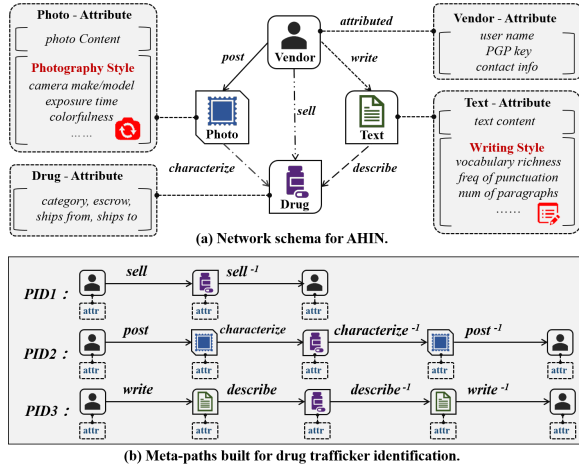 Photo - Attribute
photo Content
Photography Style
camera make/model
exposure time
colorfulness
... ...
Drug - Attribute
category, escrow,
ships from, ships to
attributed
Vendor
post
write
sell
Photo
Text
characterize
describe
Drug
Vendor - Attribute
user name
PGP key
contact info
Text - Attribute
text content
Writing Style
vocabulary richness
freq of punctuation
num of paragraphs
……
(a) Network schema for AHIN.
PID1：
sell
sell⁻¹
attr
attr
attr
PID2：
post
characterize
characterize⁻¹
post⁻¹
attr
attr
attr
attr
attr
PID3：
write
describe
describe⁻¹
write⁻¹
attr
attr
attr
attr
attr
(b) Meta-paths built for drug trafficker identification.